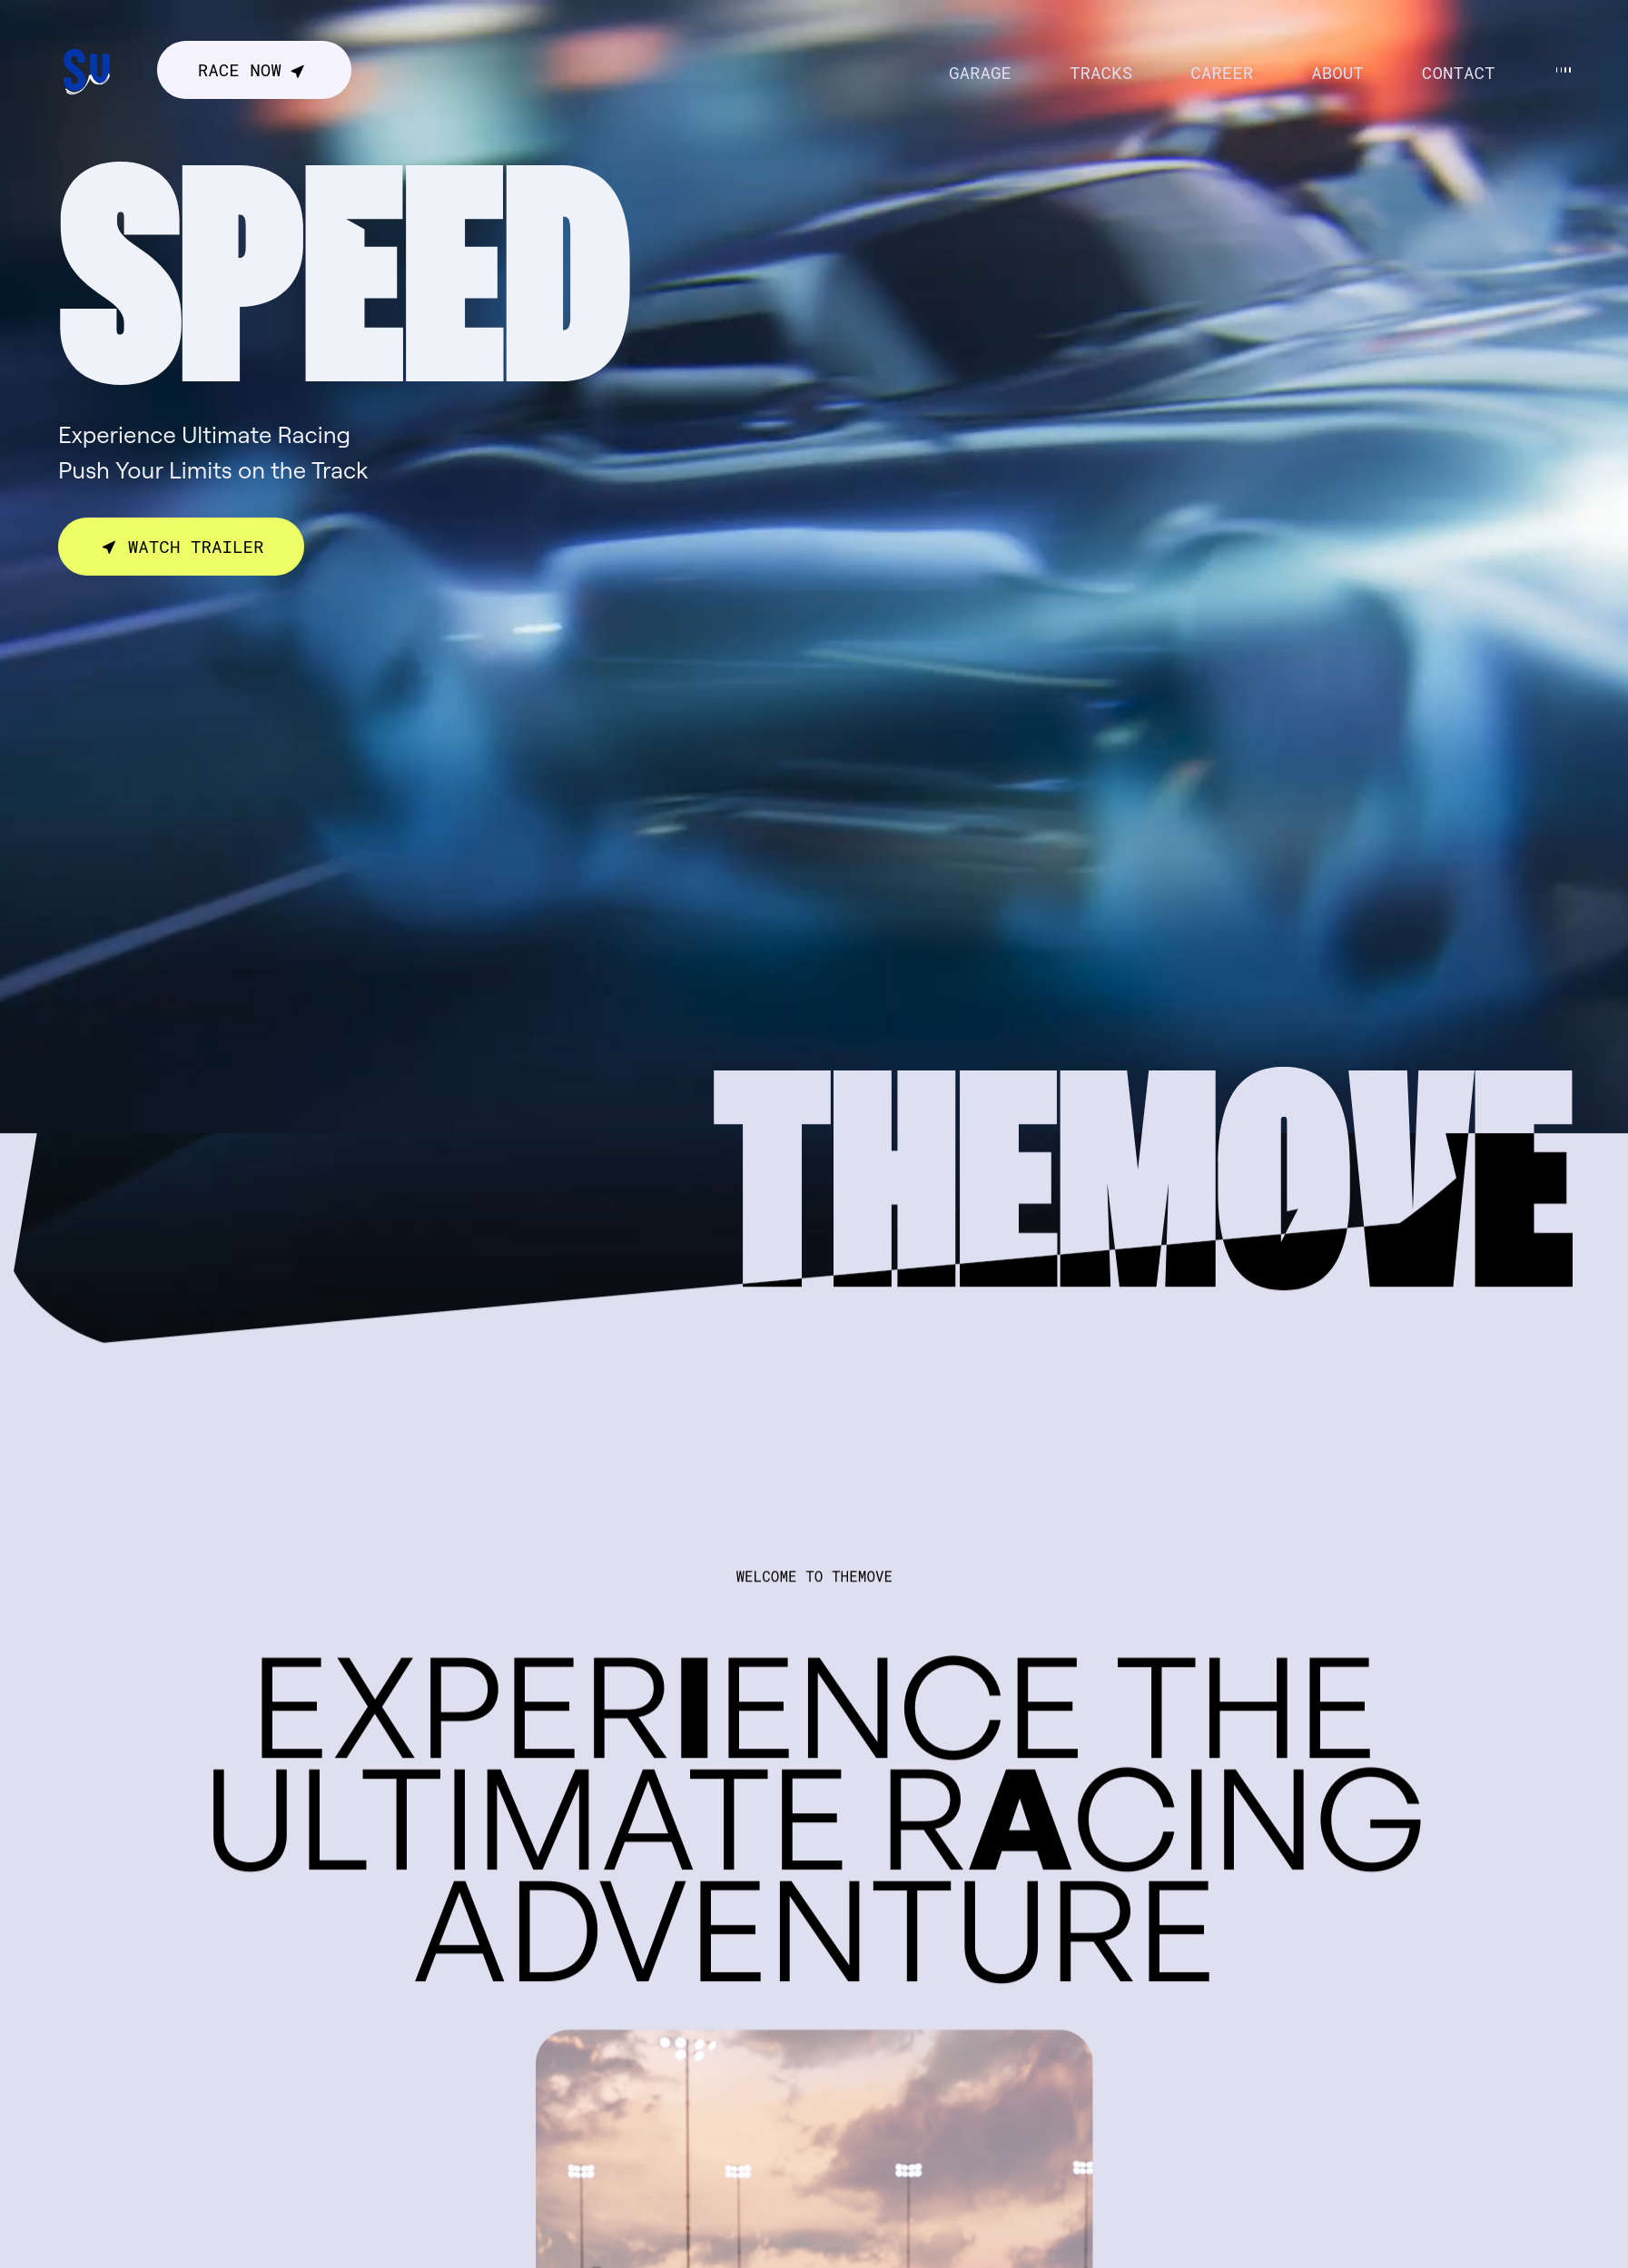 Su
RACE NOW
GARAGE
TRACKS
CAREER
ABOUT
CONTACT
SPEED
Experience Ultimate Racing
Push Your Limits on the Track
WATCH TRAILER
THEMOVE
WELCOME TO THEMOVE
EXPERIENCE THE
ULTIMATE RACING
ADVENTURE